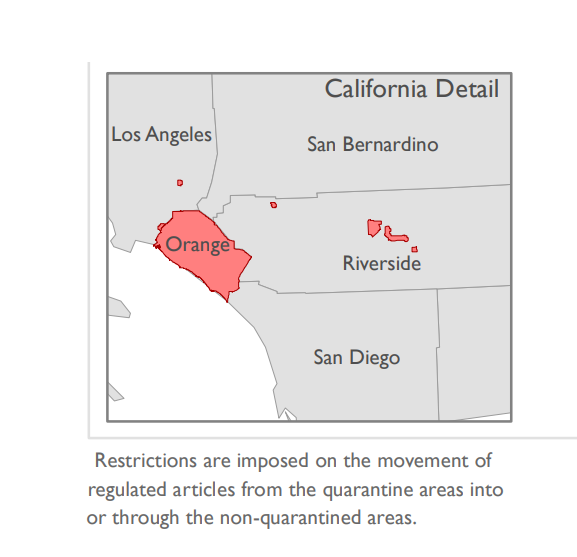 California Detail
Los Angeles
San Bernardino
Orange
Riverside
San Diego
Restrictions are imposed on the movement of
regulated articles from the quarantine areas into
or through the non-quarantined areas.